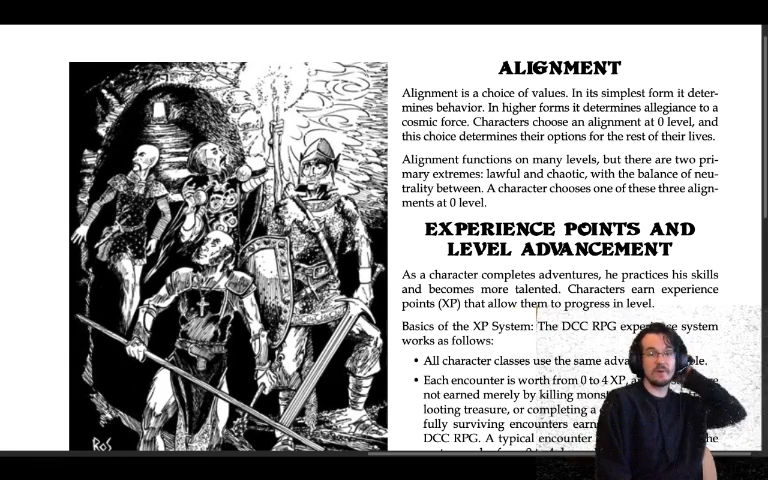 ALIGNMENT
Alignment is a choice of values. In its simplest form it deter-
mines behavior. In higher forms it determines allegiance to a
cosmic force. Characters choose an alignment at 0 level, and
this choice determines their options for the rest of their lives.
Alignment functions on many levels, but there are two pri-
mary extremes: lawful and chaotic, with the balance of neu-
trality between. A character chooses one of these three align-
ments at 0 level.
EXPERIENCE POINTS AND
LEVEL ADVANCEMENT
As a character completes adventures, he practices his skills
and becomes more talented. Characters earn experience
points (XP) that allow them to progress in level.
Basics of the XP System: The DCC RPG experience system
works as follows:
• All character classes use the same
• Each encounter is worth from 0 to 4 XP,
not earned merely by killing
looting treasure, or completing a
fully surviving encounters
DCC RPG. A typical encounter
RoS